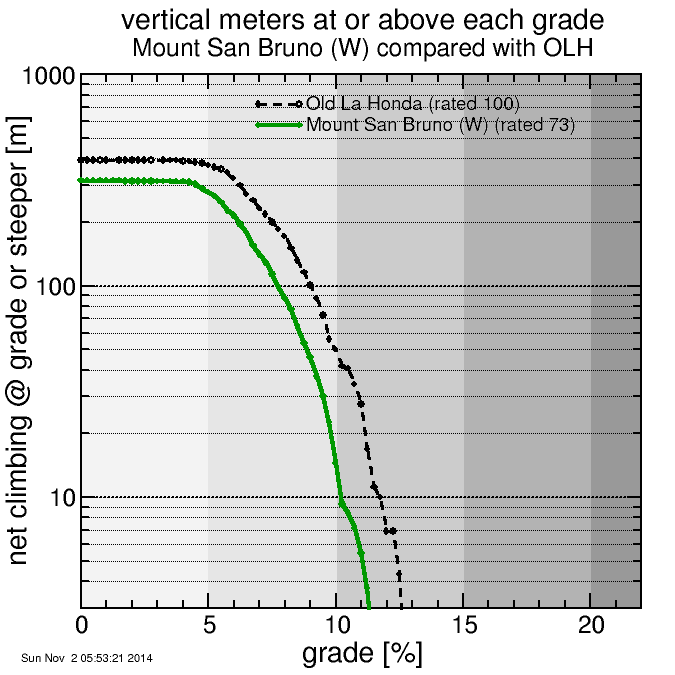 vertical meters at or above each grade
Mount San Bruno (W) compared with OLH
1000
Old La Honda (rated 100)
Mount San Bruno (W) (rated 73)
net climbing @ grade or steeper [m]
100
10
0 5 10 15 20
grade [%]
Sun Nov 2 05:53:21 2014